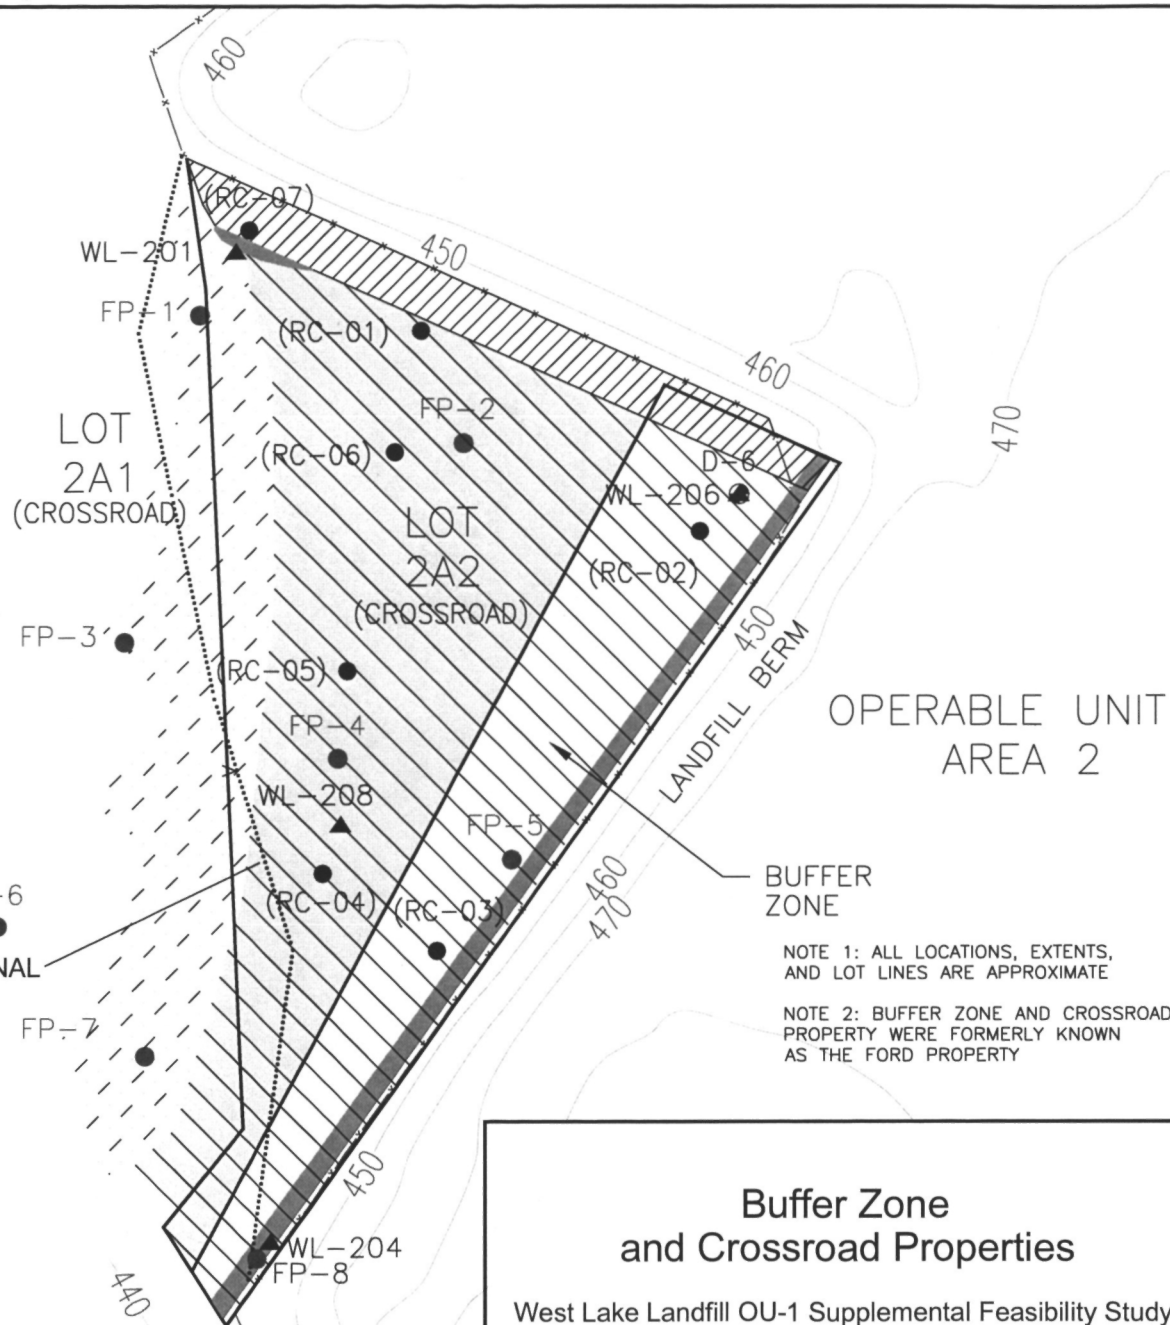 460
(RC-07)
WL-201
450
FP-1
(RC-01)
460
LOT
2A1
(CROSSROAD)
FP-2
470
(RC-06)
D-6
WL-206
LOT
2A2
(CROSSROAD)
(RC-02)
FP-3
450
LANDFILL BERM
(RC-05)
OPERABLE UNIT
AREA 2
FP-4
WL-208
FP-5
BUFFER
ZONE
460
470
-6
(RC-04)
(RC-03)
NAL
NOTE 1: ALL LOCATIONS, EXTENTS,
AND LOT LINES ARE APPROXIMATE
NOTE 2: BUFFER ZONE AND CROSSROAD
PROPERTY WERE FORMERLY KNOWN
AS THE FORD PROPERTY
FP-7
450
WL-204
FP-8
440
Buffer Zone
and Crossroad Properties
West Lake Landfill OU-1 Supplemental Feasibility Study